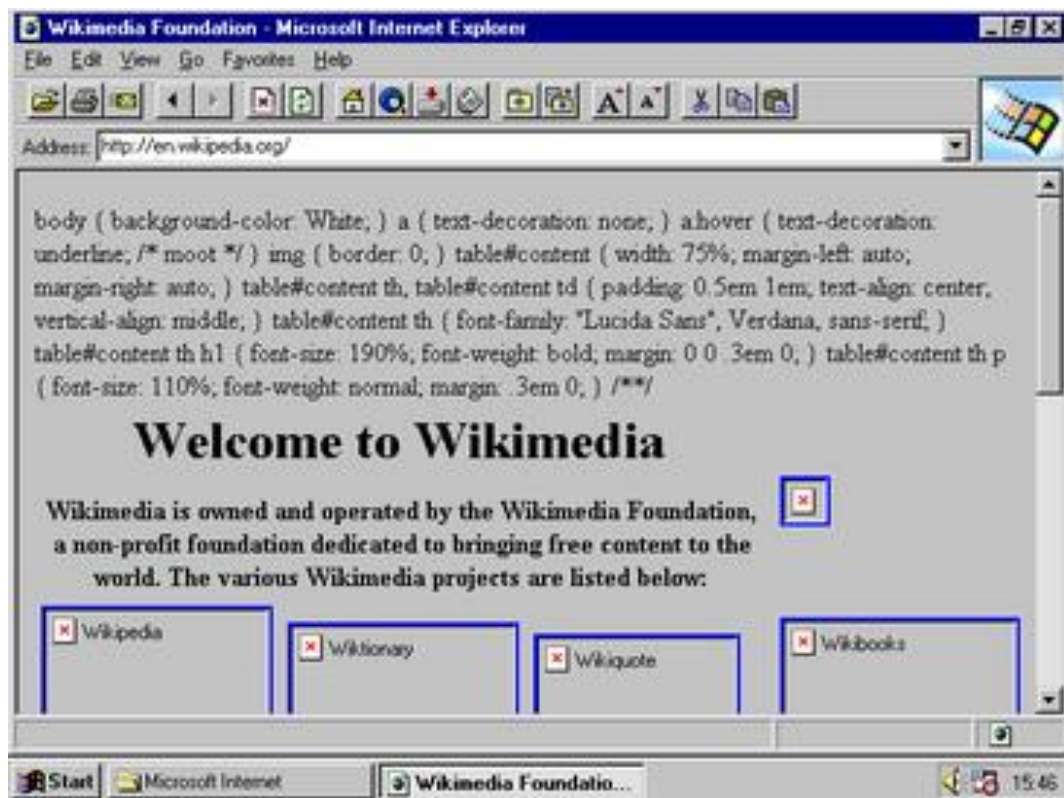 Wikimedia Foundation - Microsoft Internet Explorer
File Edit View Go Favorites Help
Address: http://en.wikipedia.org/
body { background-color: White; } a { text-decoration: none; } a:hover { text-decoration:
underline; /* moot */ } img { border: 0; } table#content { width: 75%; margin-left: auto;
margin-right: auto; } table#content th, table#content td { padding: 0.5em 1em; text-align: center;
vertical-align: middle; } table#content th { font-family: "Lucida Sans", Verdana, sans-serif; }
table#content th h1 { font-size: 190%; font-weight: bold; margin: 0 0 .3em 0; } table#content th p
{ font-size: 110%; font-weight: normal; margin: .3em 0; } /**/
Welcome to Wikimedia
Wikimedia is owned and operated by the Wikimedia Foundation,
a non-profit foundation dedicated to bringing free content to the
world. The various Wikimedia projects are listed below:
Wikipedia Wiktionary Wikiquote Wikibooks
Start Microsoft Internet Wikimedia Foundatio... 15:46